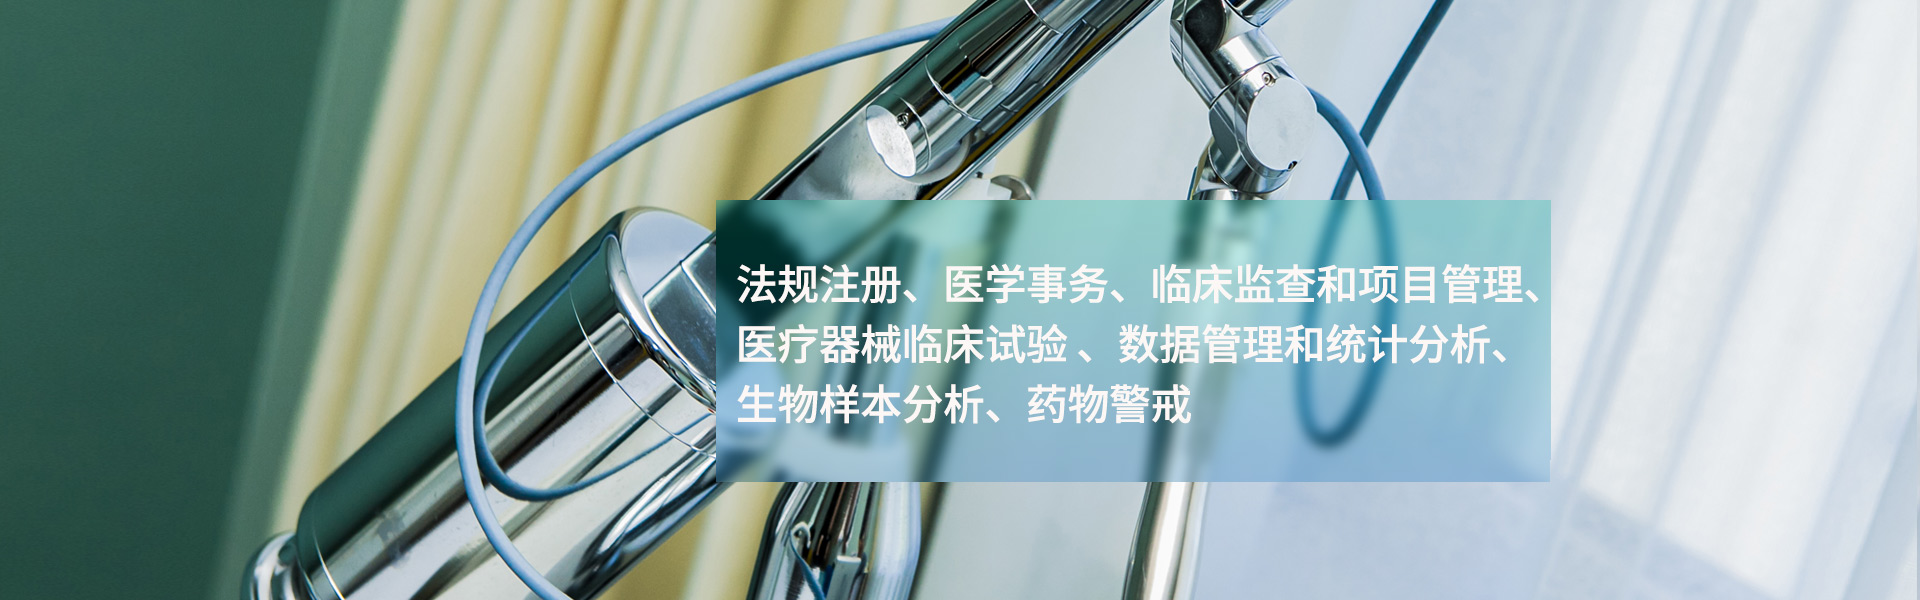 法规注册、医学事务、临床监查和项目管理、
医疗器械临床试验 、数据管理和统计分析、
生物样本分析、药物警戒